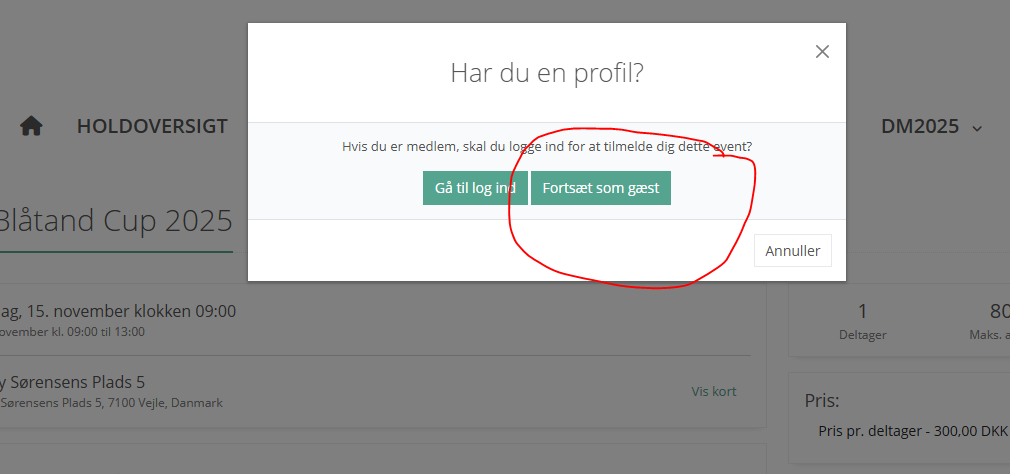 Har du en profil?
HOLDOVERSIGT
DM2025
Hvis du er medlem, skal du logge ind for at tilmelde dig dette event?
Gå til log ind
Fortsæt som gæst
Blåtand Cup 2025
Annuller
ag, 15. november klokken 09:00
ovember kl. 09:00 til 13:00
1
80
Deltager
Maks. a
y Sørensens Plads 5
Sørensens Plads 5, 7100 Vejle, Danmark
Vis kort
Pris:
Pris pr. deltager - 300,00 DKK